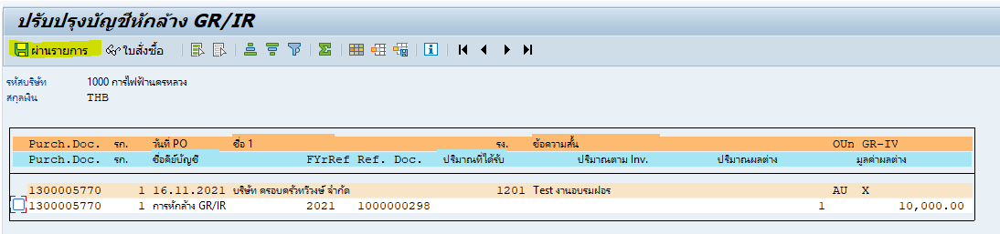 ปรับปรุงบัญชีหักล้าง GR/IR
ผ่านรายการ ใบสั่งซื้อ
รหัสบริษัท 1000 การไฟฟ้านครหลวง
สกุลเงิน THB
Purch.Doc. รก. วันที่ PO ชื่อ 1 รง. ข้อความสั้น OUn GR-IV
Purch.Doc. รก. ชื่อคีย์บัญชี FYrRef Ref. Doc. ปริมาณที่ได้รับ ปริมาณตาม Inv. ปริมาณผลต่าง มูลค่าผลต่าง
1300005770 1 16.11.2021 บริษัท ครอบครัวทวีวงษ์ จำกัด 1201 Test งานอบรมฝอร AU X
1300005770 1 การหักล้าง GR/IR 2021 1000000298 1 10,000.00